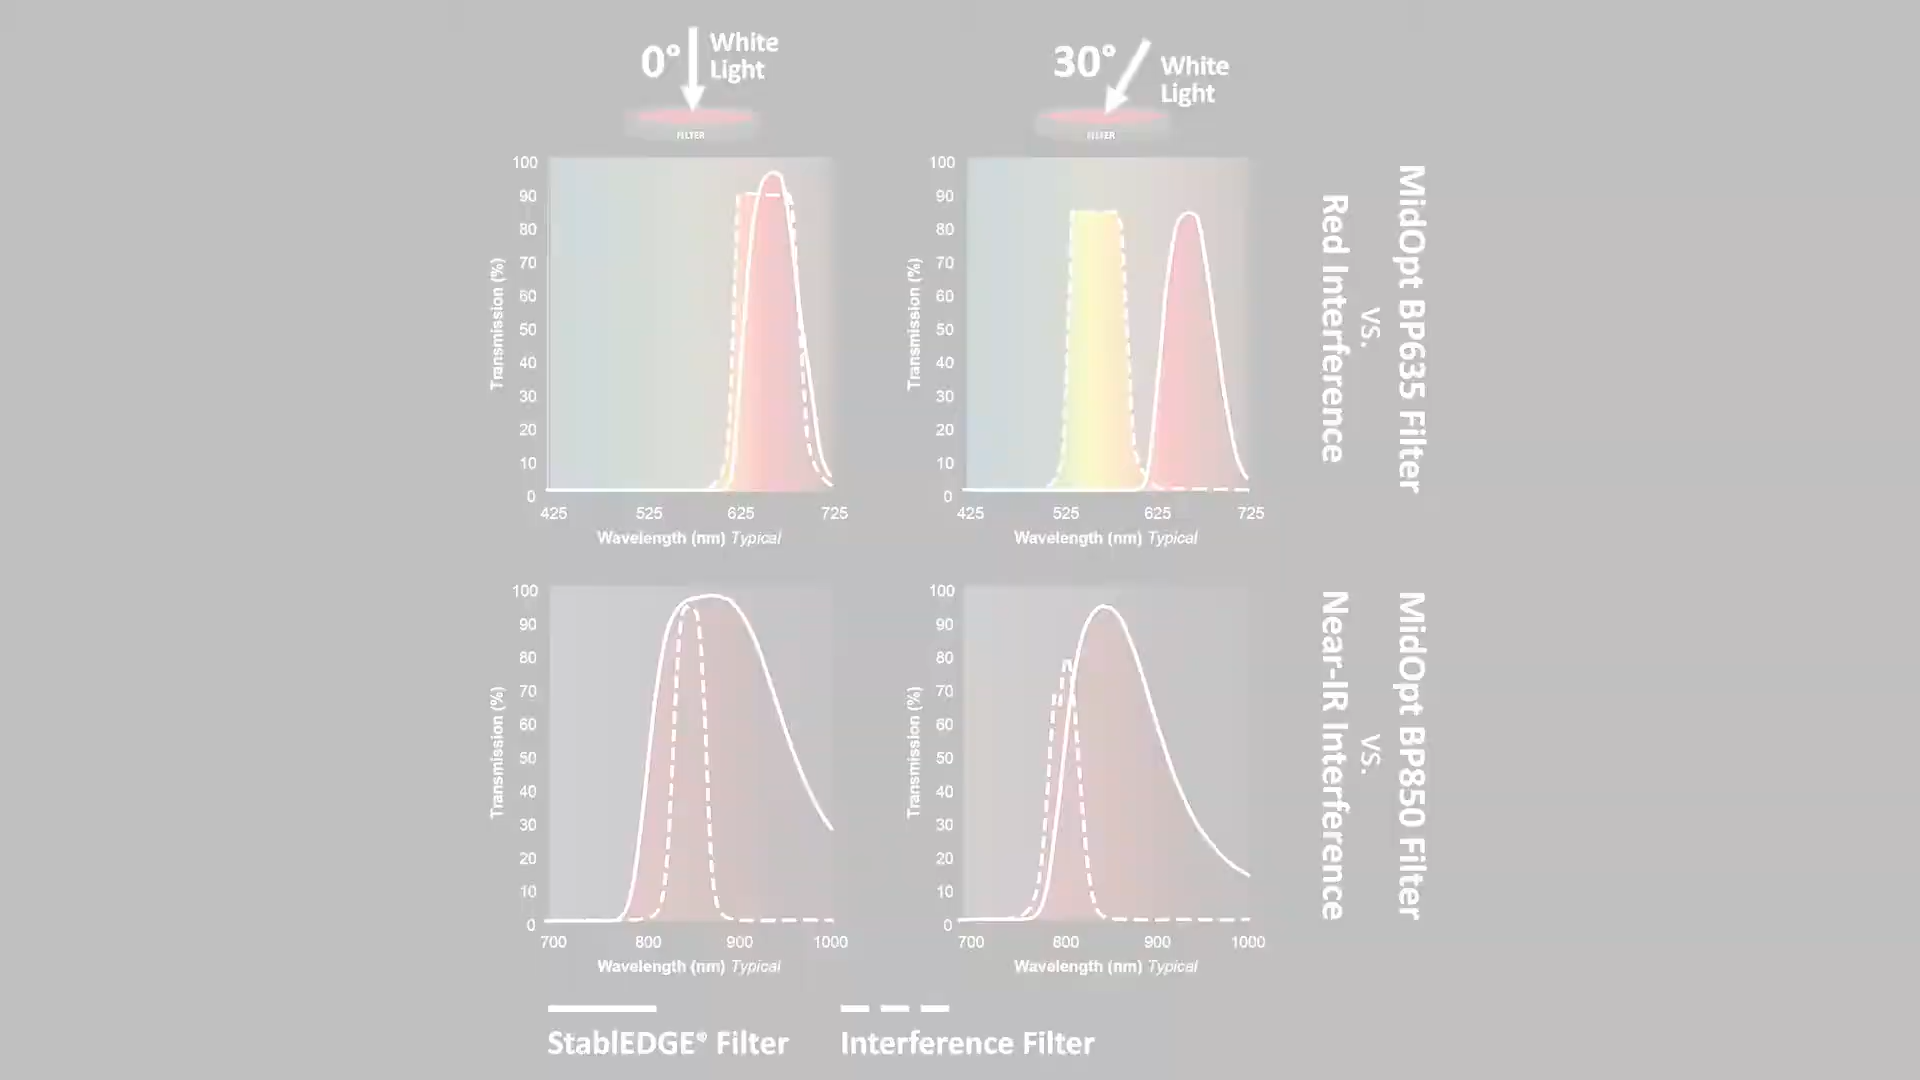 0° White
Light
FILTER
30° White
Light
FILTER
100
90
80
70
60
50
40
30
20
10
0
Transmission (%)
425 525 625 725
Wavelength (nm) Typical
100
90
80
70
60
50
40
30
20
10
0
Transmission (%)
425 525 625 725
Wavelength (nm) Typical
MidOpt BP635 Filter
vs.
Red Interference
100
90
80
70
60
50
40
30
20
10
0
Transmission (%)
700 800 900 1000
Wavelength (nm) Typical
100
90
80
70
60
50
40
30
20
10
0
Transmission (%)
700 800 900 1000
Wavelength (nm) Typical
MidOpt BP850 Filter
vs.
Near-IR Interference
StablEDGE® Filter
Interference Filter